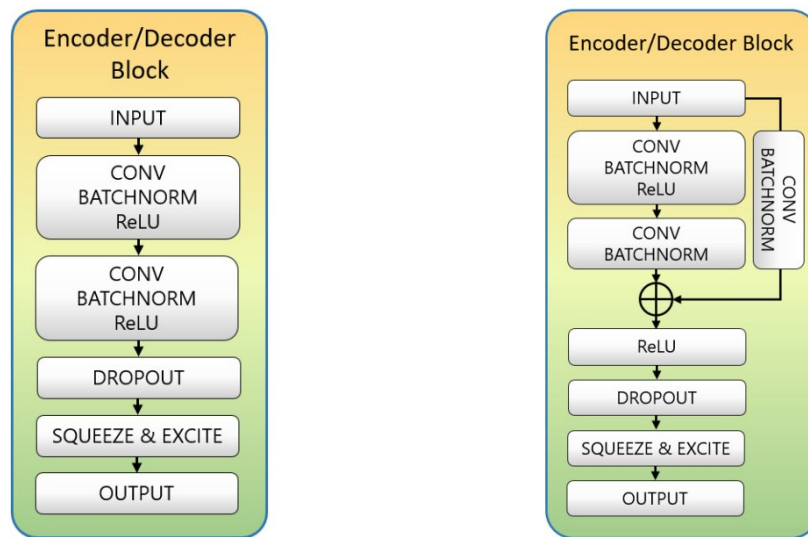 Encoder/Decoder
Block
INPUT
CONV
BATCHNORM
ReLU
CONV
BATCHNORM
ReLU
DROPOUT
SQUEEZE & EXCITE
OUTPUT
Encoder/Decoder Block
INPUT
CONV
BATCHNORM
ReLU
CONV
BATCHNORM
CONV
BATCHNORM
ReLU
DROPOUT
SQUEEZE & EXCITE
OUTPUT